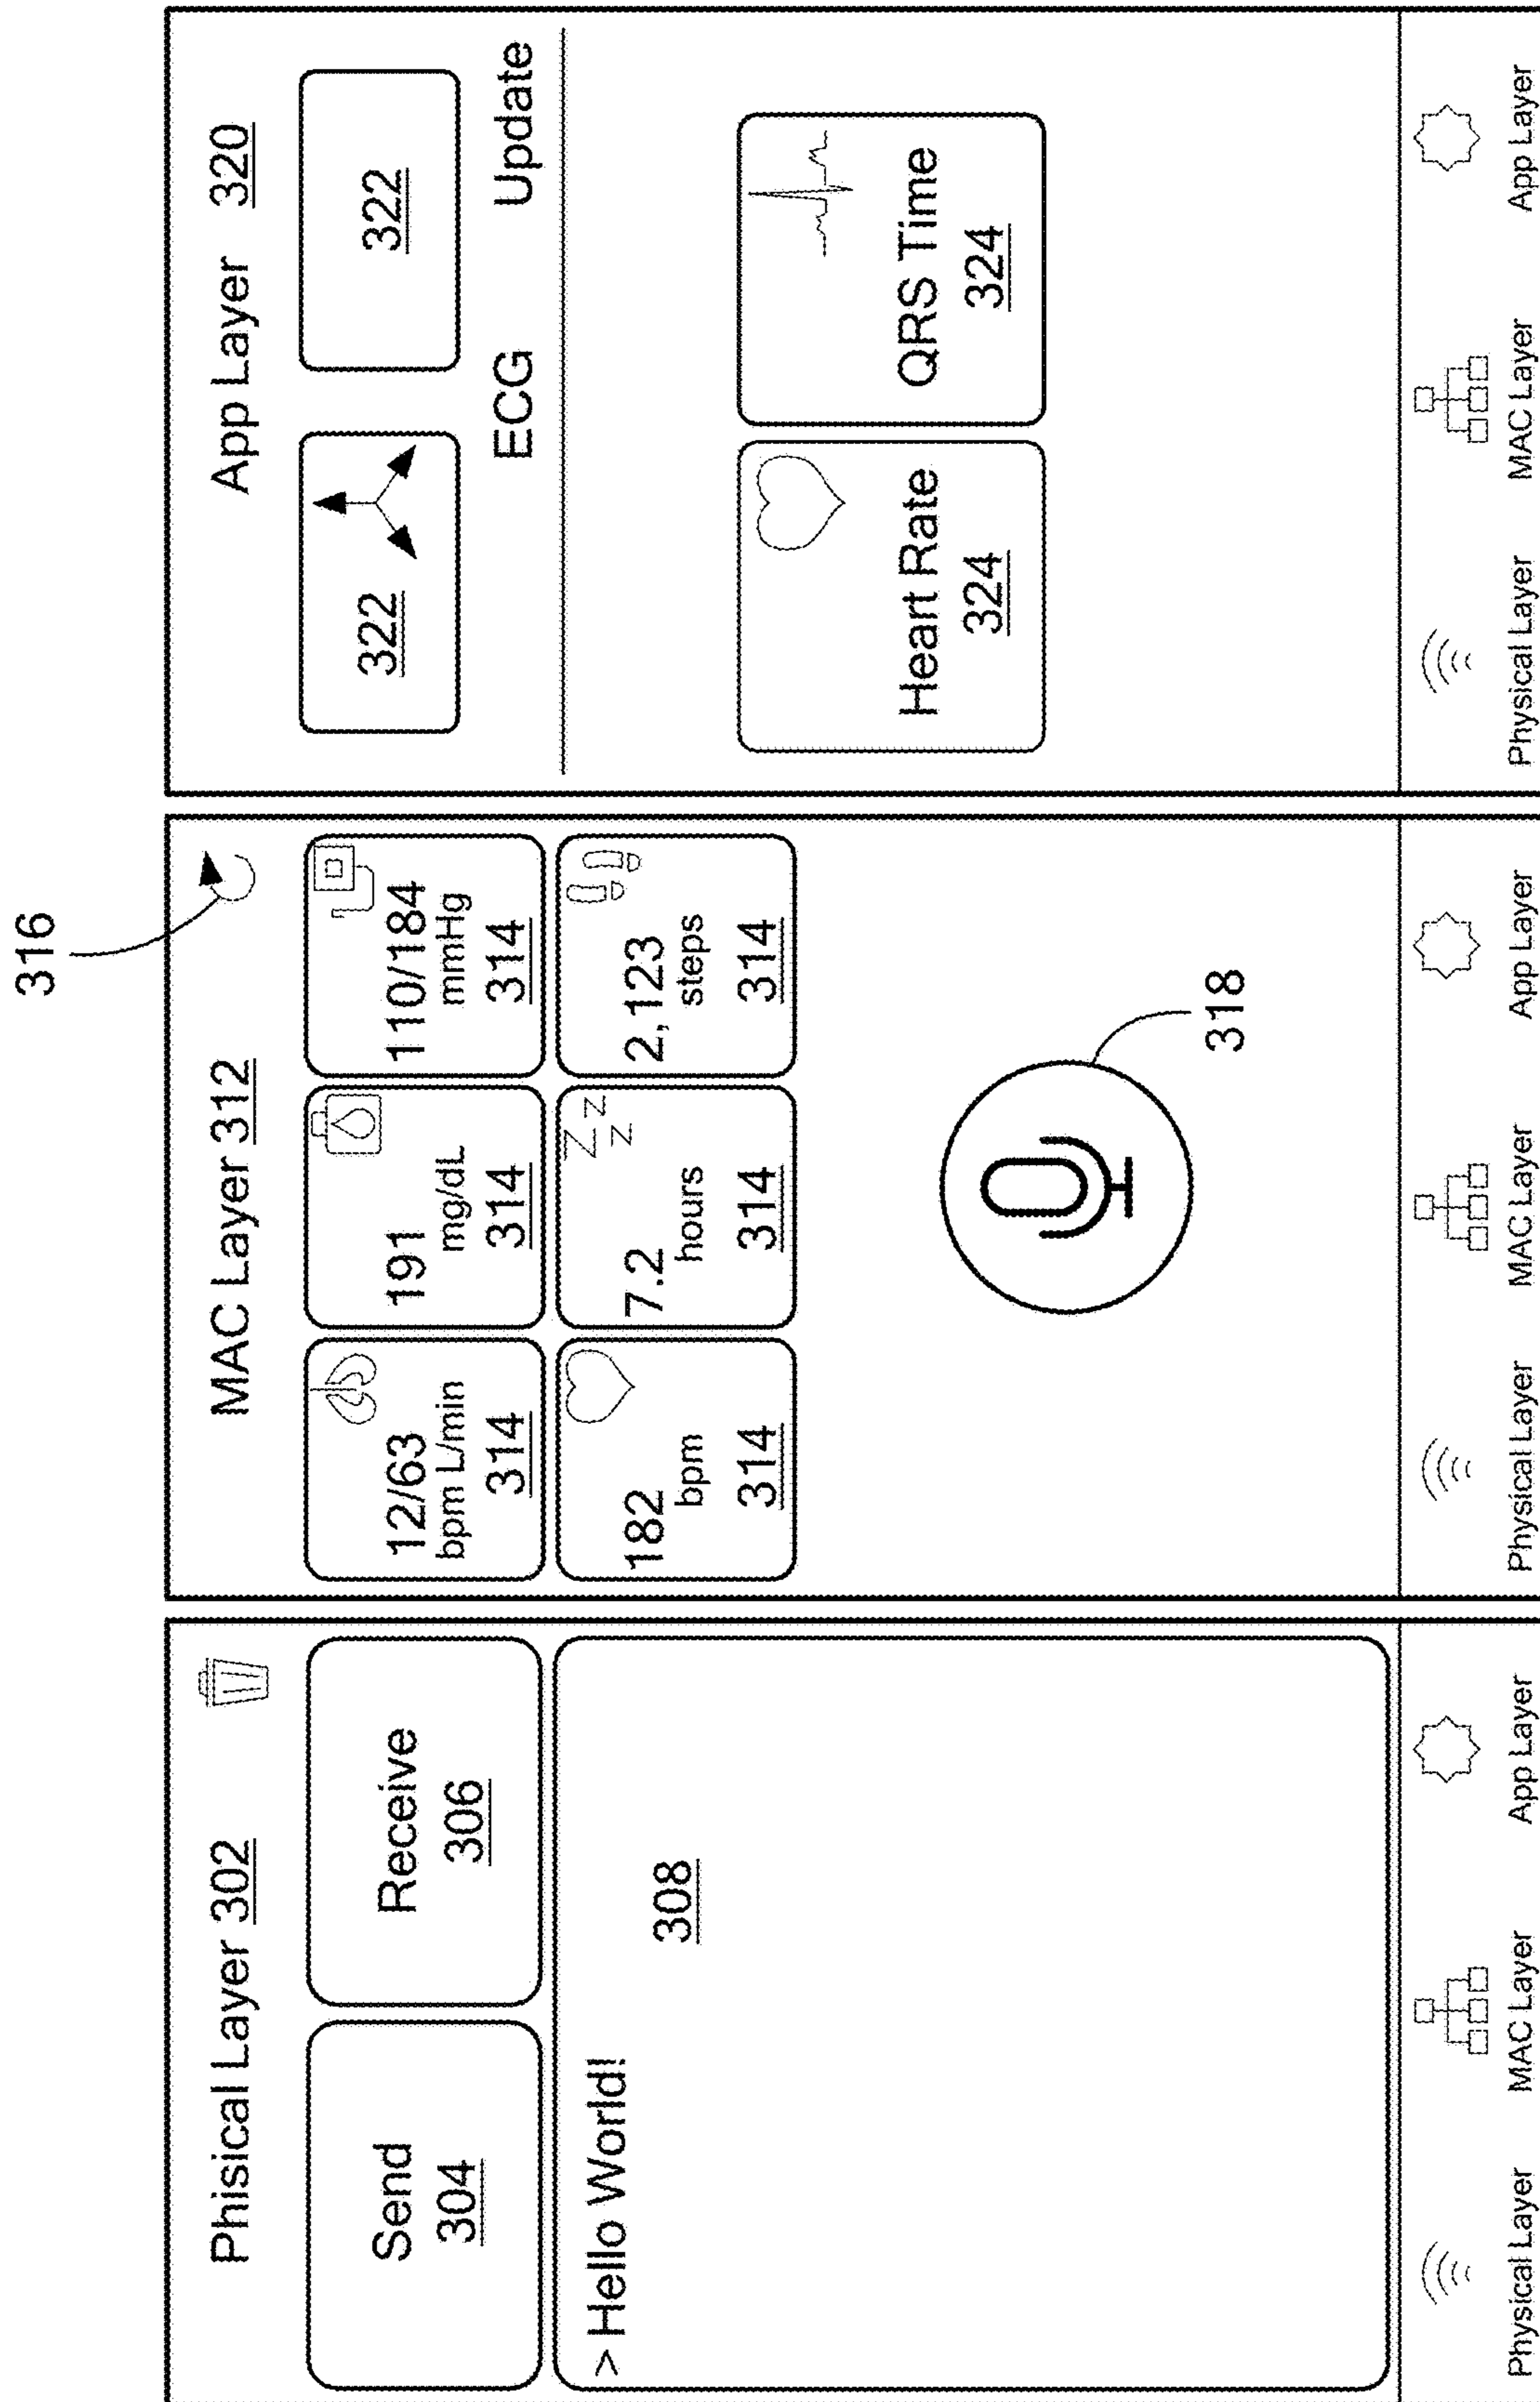 Phisical Layer 302
Send
304
Receive
306
> Hello World!
308
Physical Layer
MAC Layer
App Layer
316
MAC Layer 312
12/63
bpm L/min
314
191
mg/dL
314
110/184
mmHg
314
182
bpm
314
7.2
hours
314
2,123
steps
314
318
Physical Layer
MAC Layer
App Layer
App Layer 320
322
322
ECG
Update
Heart Rate
324
QRS Time
324
Physical Layer
MAC Layer
App Layer